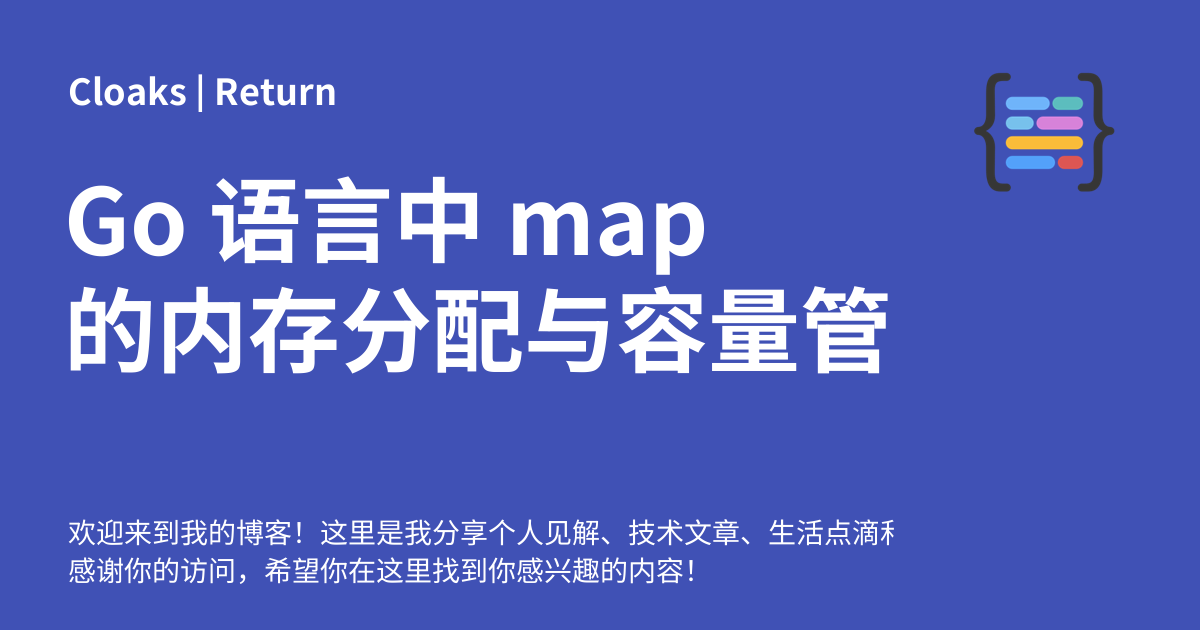 Cloaks | Return
Go 语言中 map
的内存分配与容量管
欢迎来到我的博客！这里是我分享个人见解、技术文章、生活点滴
感谢你的访问，希望你在这里找到你感兴趣的内容！